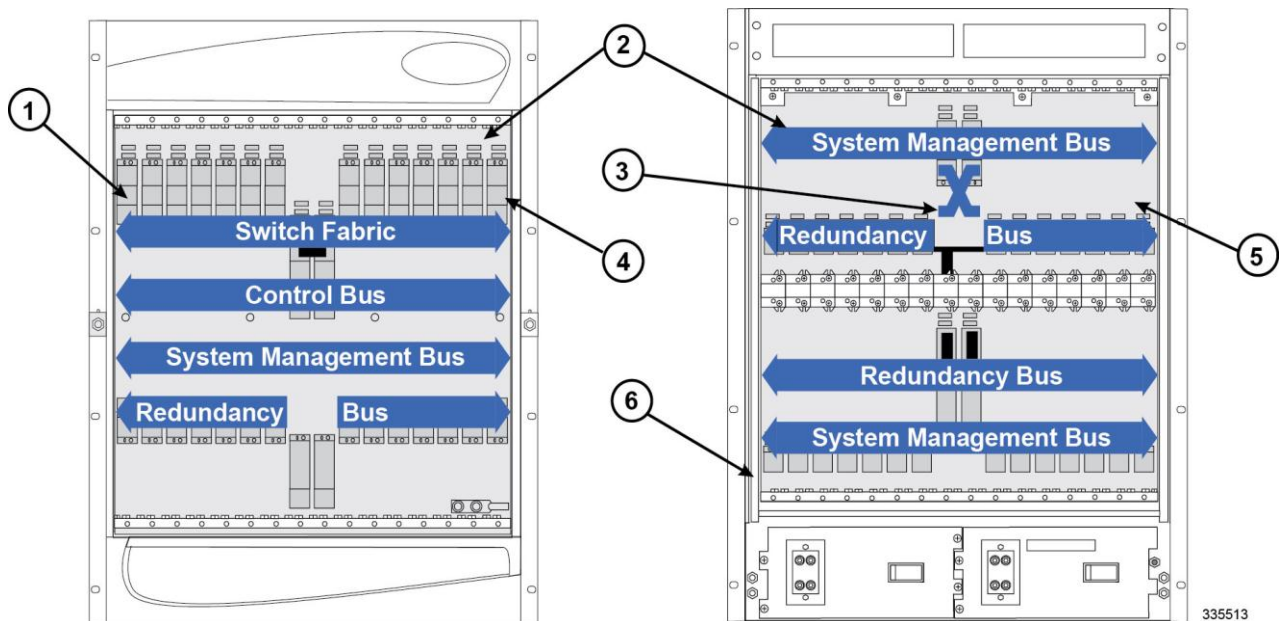 1
2
3
4
5
6
Switch Fabric
Control Bus
System Management Bus
Redundancy Bus
System Management Bus
Redundancy Bus
Redundancy Bus
System Management Bus
335513